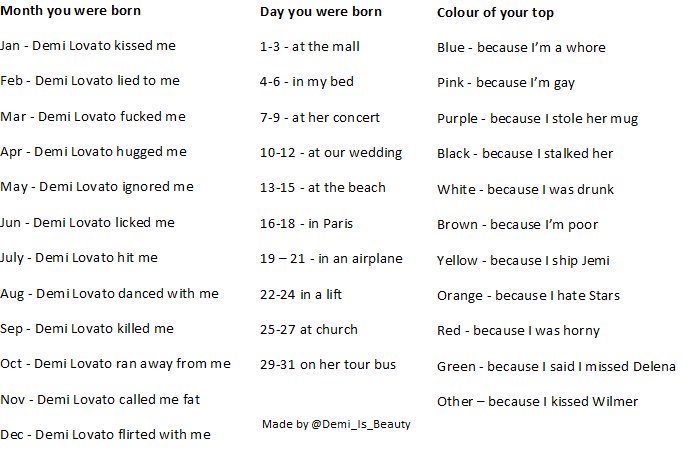 Month you were born
Jan - Demi Lovato kissed me
Feb - Demi Lovato lied to me
Mar - Demi Lovato fucked me
Apr - Demi Lovato hugged me
May - Demi Lovato ignored me
Jun - Demi Lovato licked me
July - Demi Lovato hit me
Aug - Demi Lovato danced with me
Sep - Demi Lovato killed me
Oct - Demi Lovato ran away from me
Nov - Demi Lovato called me fat
Dec - Demi Lovato flirted with me
Day you were born
1-3 - at the mall
4-6 - in my bed
7-9 - at her concert
10-12 - at our wedding
13-15 - at the beach
16-18 - in Paris
19 – 21 - in an airplane
22-24 in a lift
25-27 at church
29-31 on her tour bus
Made by @Demi_Is_Beauty
Colour of your top
Blue - because I’m a whore
Pink - because I’m gay
Purple - because I stole her mug
Black - because I stalked her
White - because I was drunk
Brown - because I’m poor
Yellow - because I ship Jemi
Orange - because I hate Stars
Red - because I was horny
Green - because I said I missed Delena
Other – because I kissed Wilmer